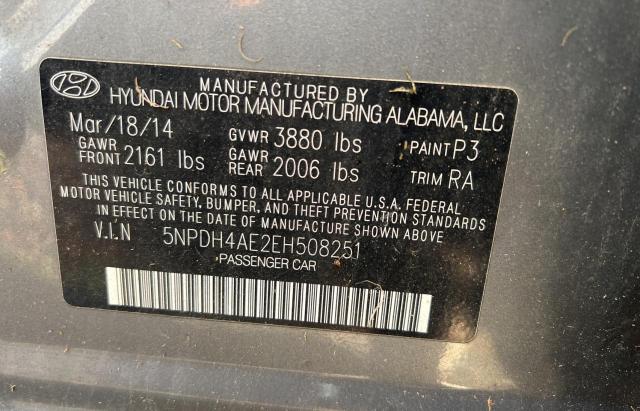 MANUFACTURED BY
HYUNDAI MOTOR MANUFACTURING ALABAMA, LLC
Mar/18/14 GVWR 3880 lbs PAINT P3
GAWR FRONT 2161 lbs GAWR REAR 2006 lbs TRIM RA
THIS VEHICLE CONFORMS TO ALL APPLICABLE U.S.A. FEDERAL
MOTOR VEHICLE SAFETY, BUMPER, AND THEFT PREVENTION STANDARDS
IN EFFECT ON THE DATE OF MANUFACTURE SHOWN ABOVE.
V.I.N 5NPDH4AE2EH508251
PASSENGER CAR